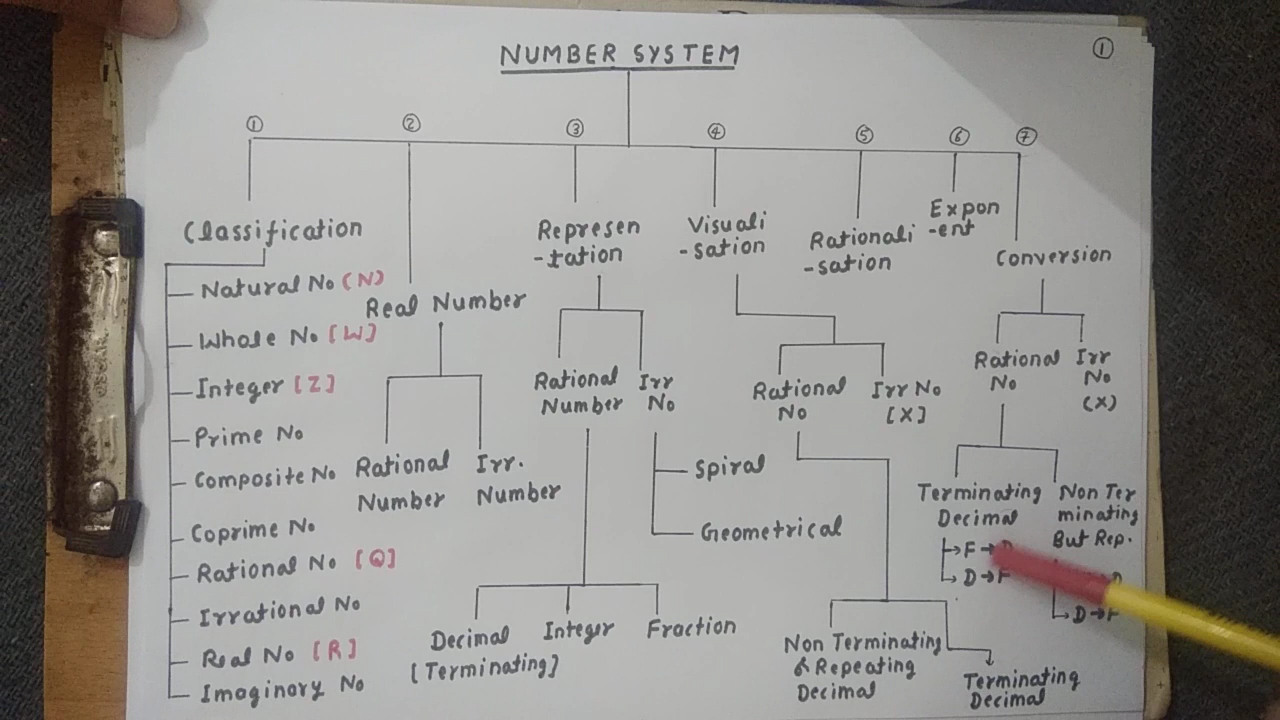 NUMBER SYSTEM
①
① ② ③ ④ ⑤ ⑥ ⑦
Classification
Natural No (N)
Whole No [W]
Integer [Z]
Prime No
Composite No
Coprime No
Rational No [Q]
Irrational No
Real No [R]
Imaginory No
Real Number
Rational
Number
Irr.
Number
Represen
-tation
Rational
Number
Irr
No
Decimal
[Terminating]
Integer
Fraction
Spiral
Geometrical
Visuali
-sation
Rational
No
Irr No
[X]
Non Terminating
& Repeating
Decimal
Terminating
Decimal
Rationali
-sation
Expon
-ent
Conversion
Rational
No
Irr
No
(X)
Terminating
Decimal
F→
D→F
Non Ter
minating
But Rep.
D→F